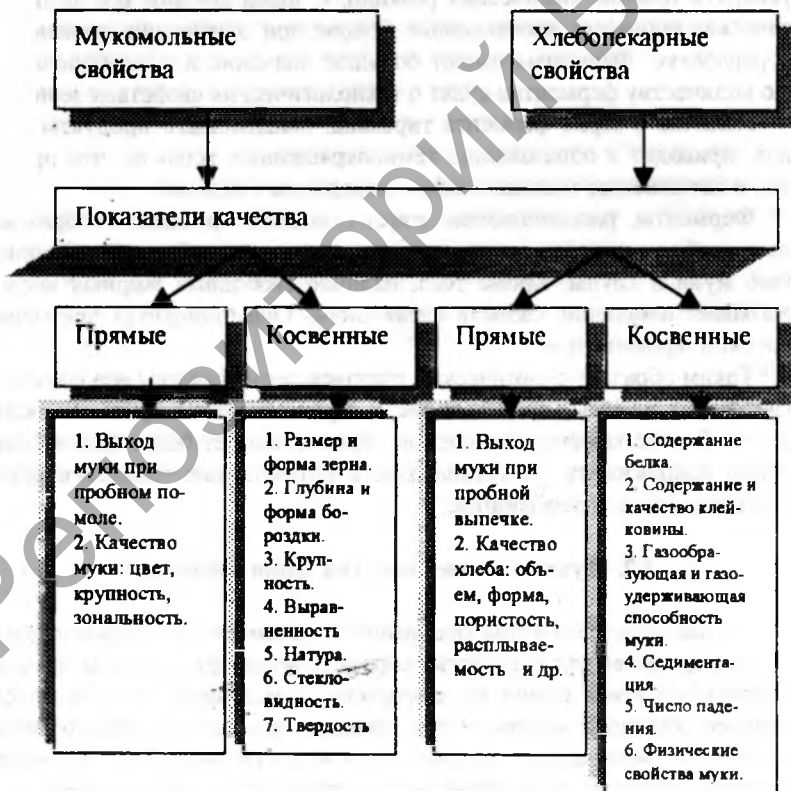 Мукомольные
свойства
Хлебопекарные
свойства
Показатели качества
Прямые
Косвенные
Прямые
Косвенные
1. Выход
муки при
пробном по-
моле.
2. Качество
муки: цвет,
крупность,
зональность.
1. Размер и
форма зерна.
2. Глубина и
форма бо-
роздки.
3. Круп-
ность.
4. Вырав-
ненность
5. Натура.
6. Стекло-
видность.
7. Твердость
1. Выход
муки при
пробной
выпечке.
2. Качество
хлеба: объ-
ем, форма,
пористость,
расплывае-
мость и др.
1. Содержание
белка.
2. Содержание и
качество клей-
ковины.
3. Газообра-
зующая и газо-
удерживающая
способность
муки.
4. Седимента-
ция.
5. Число паде-
ния.
6. Физические
свойства муки.
Репозиторий